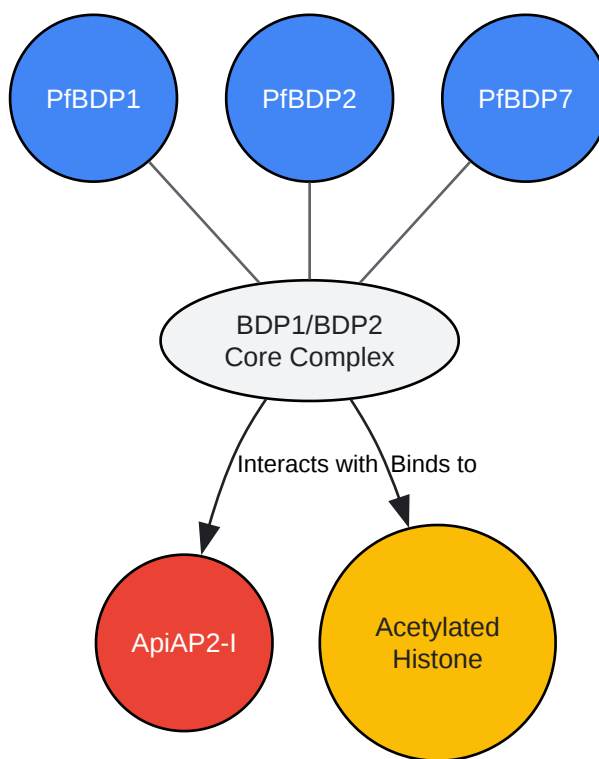 PfBDP1
PfBDP2
PfBDP7
BDP1/BDP2
Core Complex
Interacts with
Binds to
ApiAP2-I
Acetylated
Histone